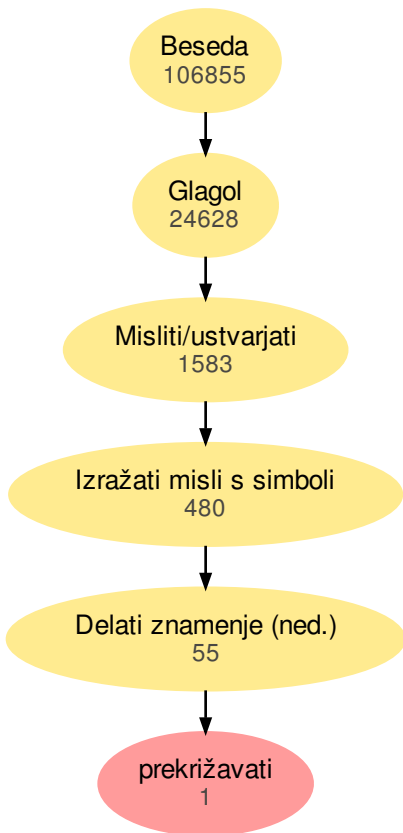 Beseda
106855
Glagol
24628
Misliti/ustvarjati
1583
Izražati misli s simboli
480
Delati znamenje (ned.)
55
prekrižavati
1